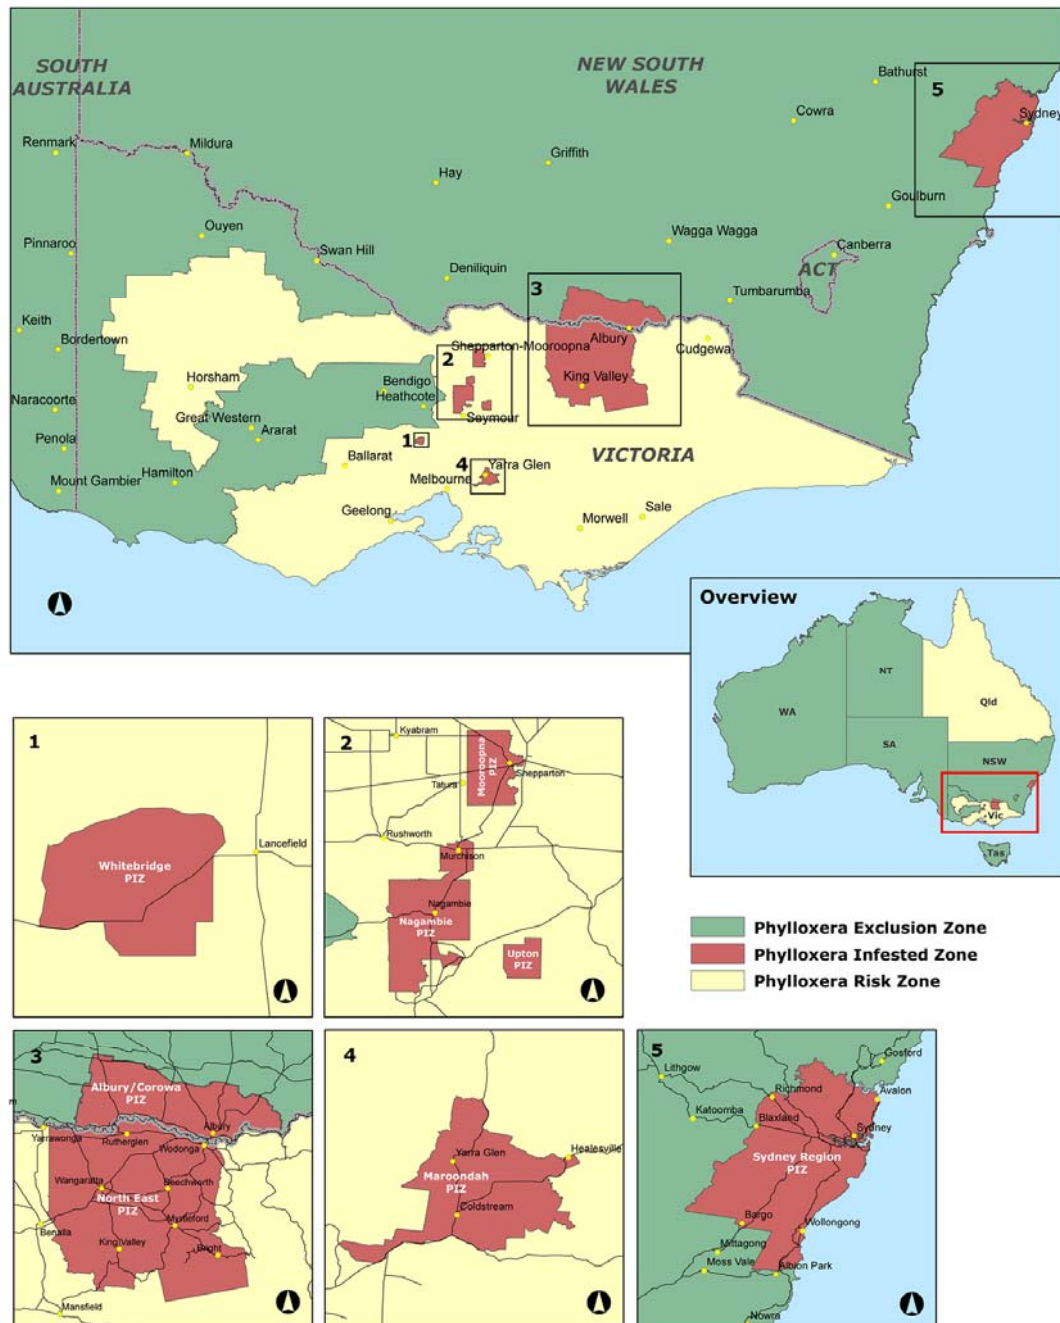 SOUTH
AUSTRALIA
NEW SOUTH
WALES
Bathurst
5
Sydney
Cowra
Renmark
Mildura
Griffith
Hay
Goulburn
Ouyen
Wagga Wagga
Pinnaroo
Swan Hill
Canberra
Deniliquin
ACT
3
Tumbarumba
Keith
Albury
Bordertown
Shepparton-Mooroopna
Cudgewa
2
Horsham
Bendigo
King Valley
Naracoorte
Heathcote
Great Western
Seymour
Ararat
Penola
1
VICTORIA
Ballarat
4
Yarra Glen
Hamilton
Mount Gambier
Melbourne
Geelong
Sale
Morwell
Overview
NT
Qld
WA
SA
NSW
Vic
Tas
Phylloxera Exclusion Zone
Phylloxera Infested Zone
Phylloxera Risk Zone
1
Lancefield
Whitebridge
PIZ
2
Kyabram
Mooroopna
PIZ
Shepparton
Tatura
Rushworth
Murchison
Nagambie
Nagambie
PIZ
Upton
PIZ
3
Albury/Corowa
PIZ
m
Yarrawonga
Rutherglen
Albury
Wodonga
Wangaratta
Beechworth
North East
PIZ
Myrtleford
Benalla
King Valley
Bright
Mansfield
4
Healesville
Yarra Glen
Maroondah
PIZ
Coldstream
5
Gosford
Lithgow
Richmond
Avalon
Katoomba
Blaxland
Sydney
Sydney Region
PIZ
Bargo
Wollongong
Mittagong
Moss Vale
Albion Park
Nowra